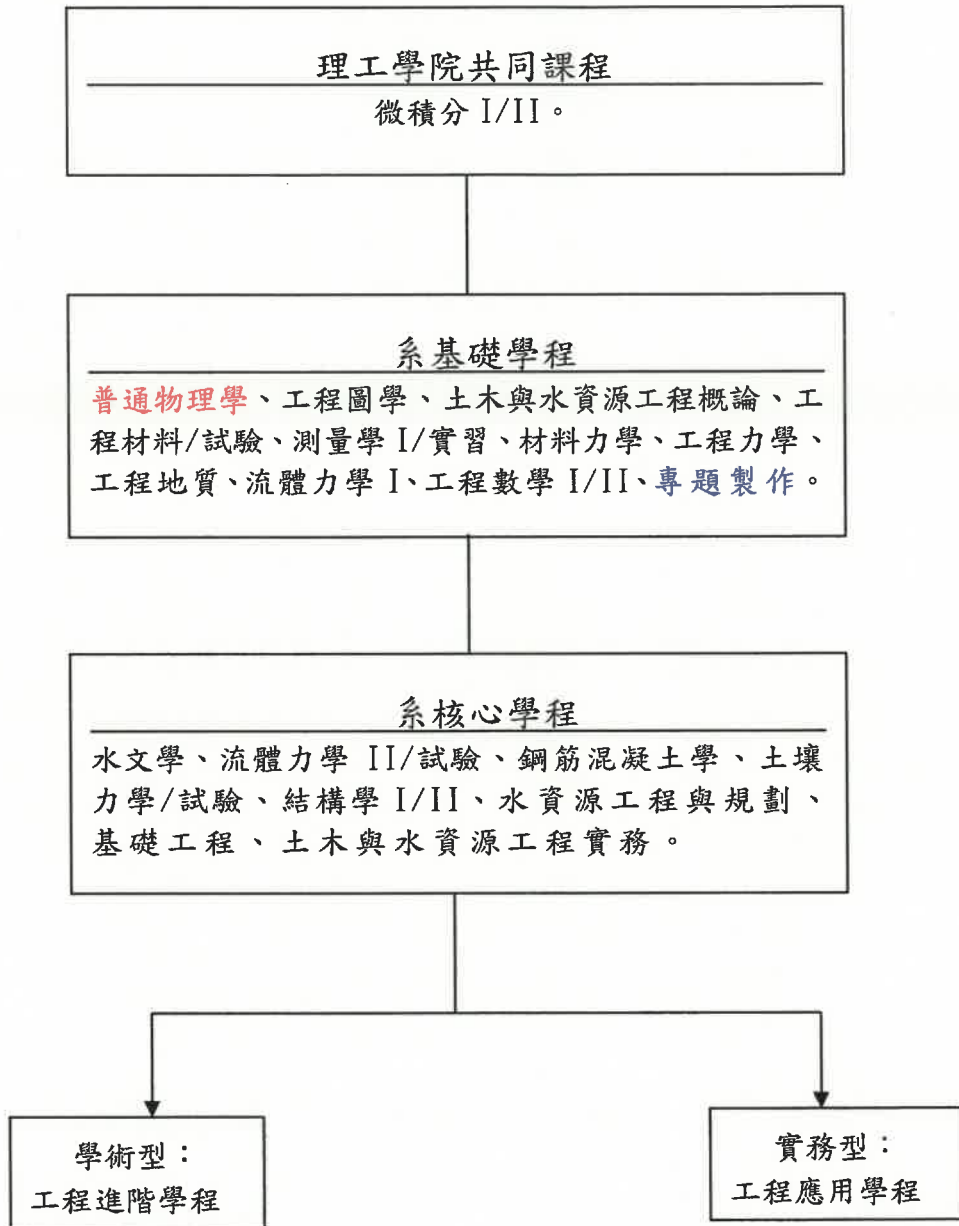 理工學院共同課程
微積分 I/II。
系基礎學程
普通物理學、工程圖學、土木與水資源工程概論、工
程材料/試驗、測量學 I/實習、材料力學、工程力學、
工程地質、流體力學 I、工程數學 I/II、專題製作。
系核心學程
水文學、流體力學 II/試驗、鋼筋混凝土學、土壤
力學/試驗、結構學 I/II、水資源工程與規劃、
基礎工程、土木與水資源工程實務。
學術型：
工程進階學程
實務型：
工程應用學程